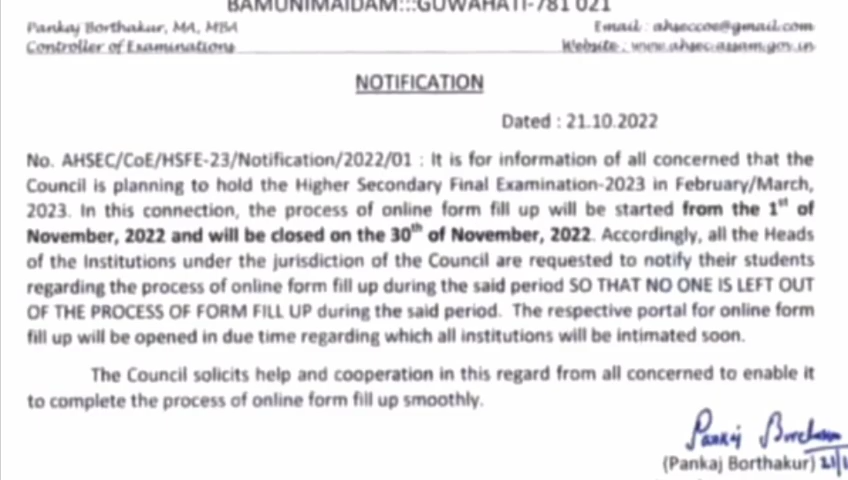 BAMUNIMAIDAM:::GUWAHATI-781 021
Pankaj Borthakur, MA, MBA
Email : ahseccoe@gmail.com
Controller of Examinations
Website : www.ahsec.assam.gov.in
NOTIFICATION
Dated : 21.10.2022
No. AHSEC/CoE/HSFE-23/Notification/2022/01 : It is for information of all concerned that the
Council is planning to hold the Higher Secondary Final Examination-2023 in February/March,
2023. In this connection, the process of online form fill up will be started from the 1st of
November, 2022 and will be closed on the 30th of November, 2022. Accordingly, all the Heads
of the Institutions under the jurisdiction of the Council are requested to notify their students
regarding the process of online form fill up during the said period SO THAT NO ONE IS LEFT OUT
OF THE PROCESS OF FORM FILL UP during the said period. The respective portal for online form
fill up will be opened in due time regarding which all institutions will be intimated soon.
The Council solicits help and cooperation in this regard from all concerned to enable it
to complete the process of online form fill up smoothly.
Pankaj Borthakur
(Pankaj Borthakur)